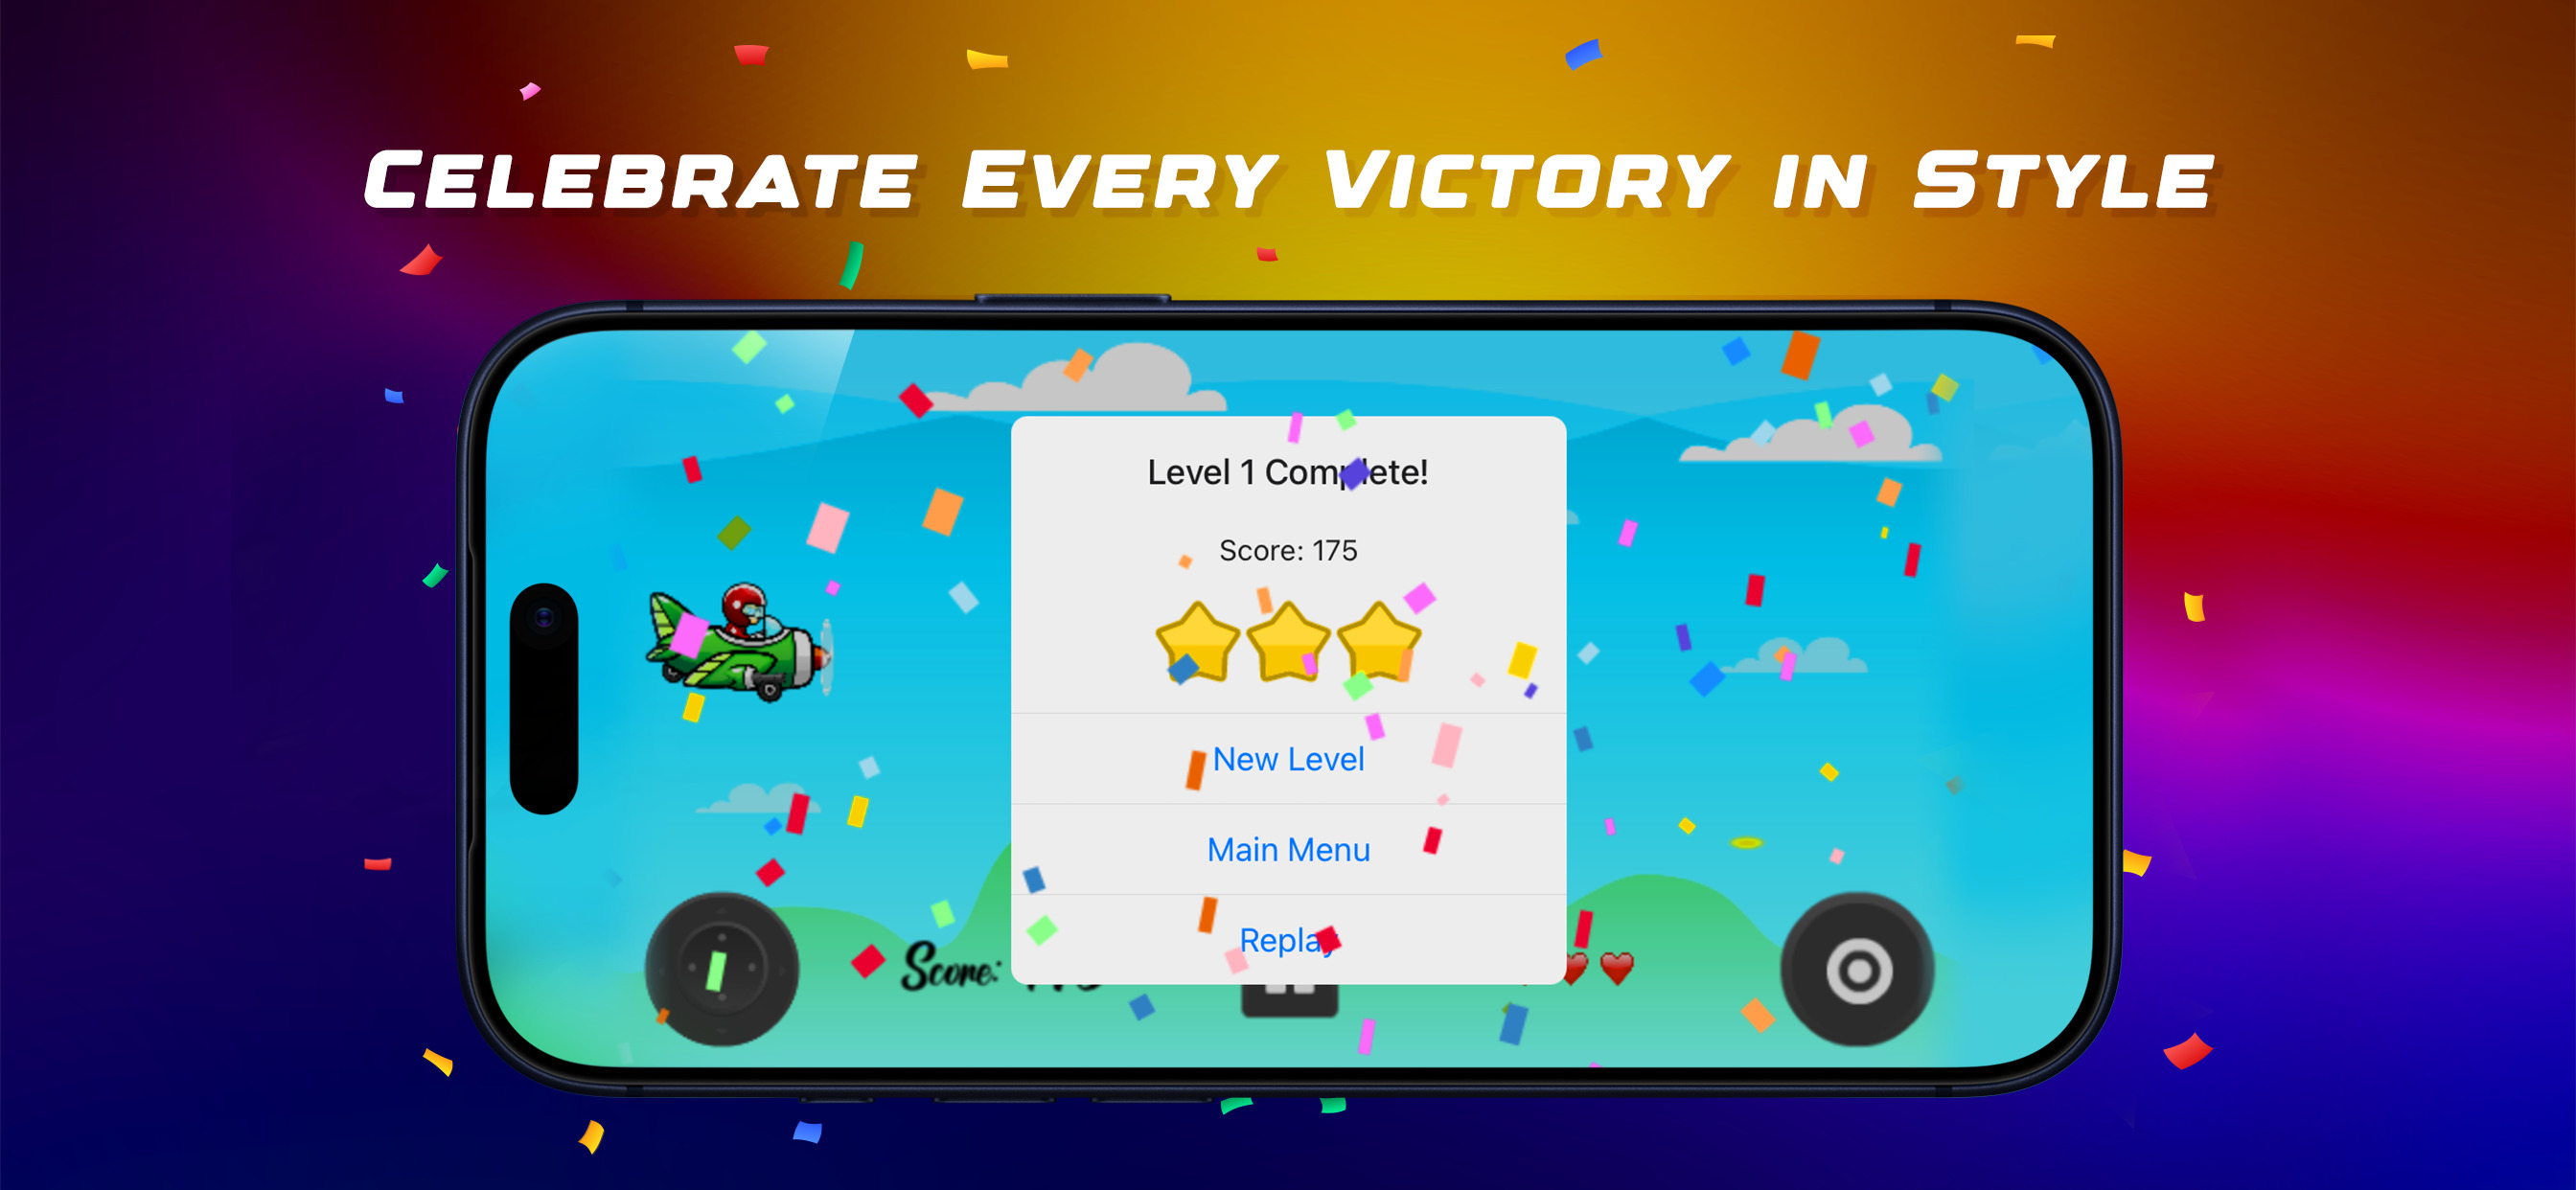 Celebrate Every Victory in Style
Level 1 Complete!
Score: 175
New Level
Main Menu
Replay
Score: